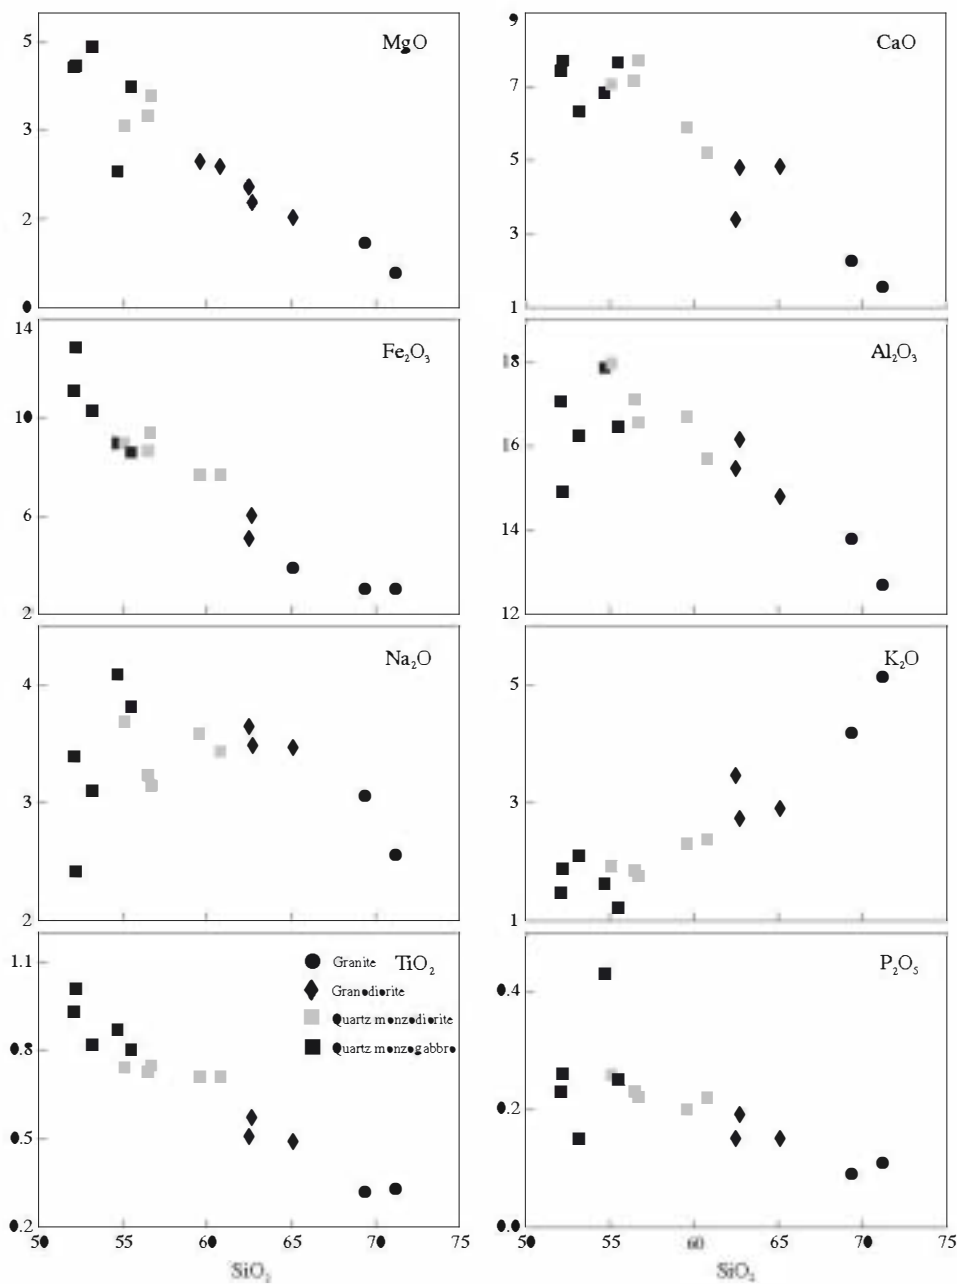 MgO
5
3
2
0
CaO
9
7
5
3
1
Fe₂O₃
14
10
6
2
Al₂O₃
18
16
14
12
Na₂O
4
3
2
K₂O
5
3
1
TiO₂
1.1
0.8
0.5
0.2
Granite
Granodiorite
Quartz monzodiorite
Quartz monzogabbro
P₂O₅
0.4
0.2
0.0
50 55 60 65 70 75
SiO₂
50 55 60 65 70 75
SiO₂